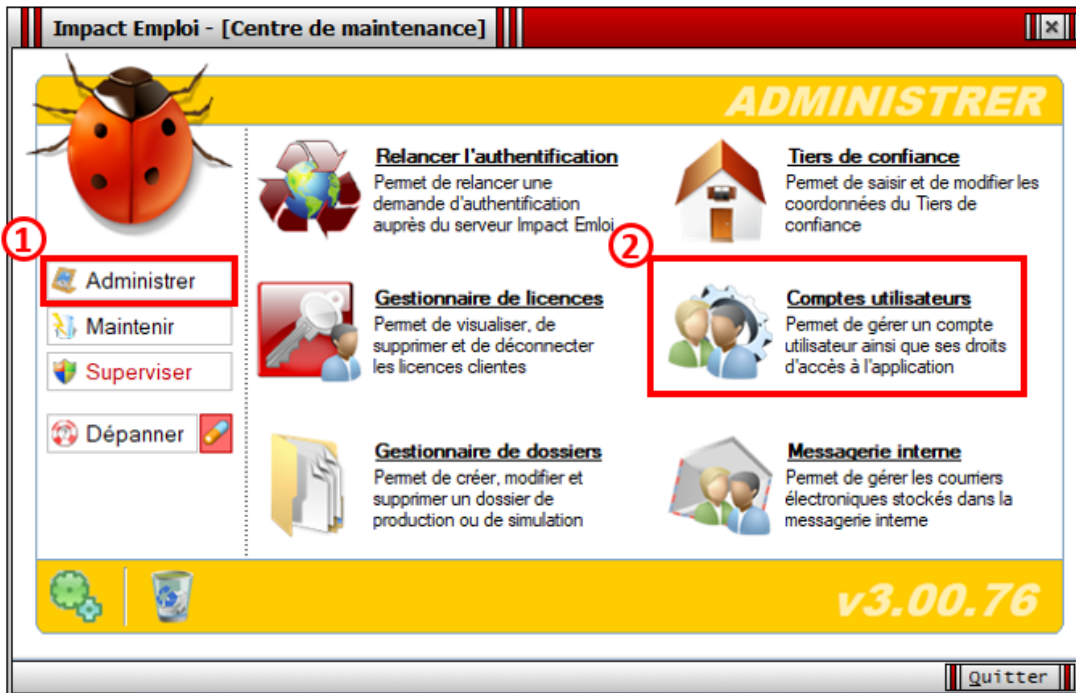 Impact Emploi - [Centre de maintenance]
ADMINISTRER
Relancer l'authentification
Permet de relancer une
demande d'authentification
auprès du serveur Impact Emloi
Tiers de confiance
Permet de saisir et de modifier les
coordonnées du Tiers de
confiance
1
Administrer
Maintenir
Superviser
Dépanner
Gestionnaire de licences
Permet de visualiser, de
supprimer et de déconnecter
les licences clientes
2
Comptes utilisateurs
Permet de gérer un compte
utilisateur ainsi que ses droits
d'accès à l'application
Gestionnaire de dossiers
Permet de créer, modifier et
supprimer un dossier de
production ou de simulation
Messagerie interne
Permet de gérer les courriers
électroniques stockés dans la
messagerie interne
v3.00.76
Quitter